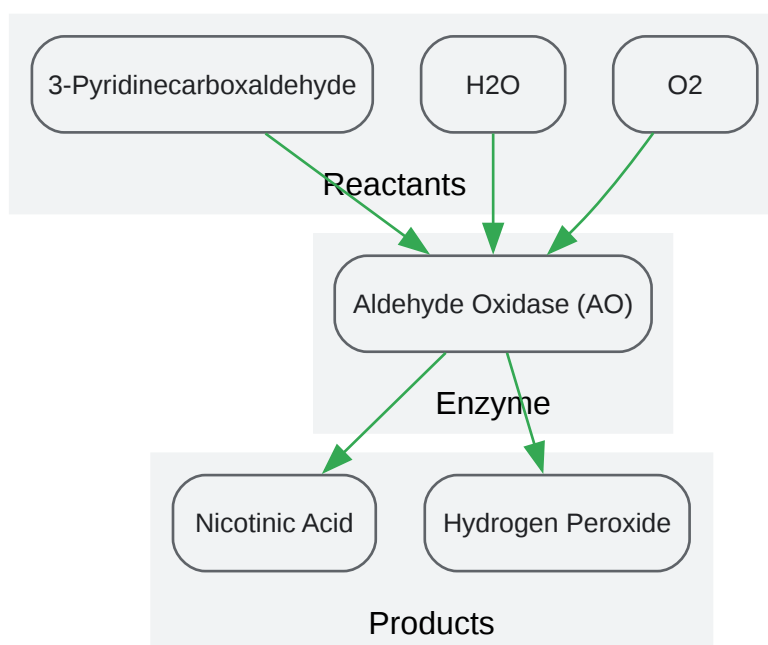 3-Pyridinecarboxaldehyde
H2O
O2
Reactants
Aldehyde Oxidase (AO)
Enzyme
Nicotinic Acid
Hydrogen Peroxide
Products